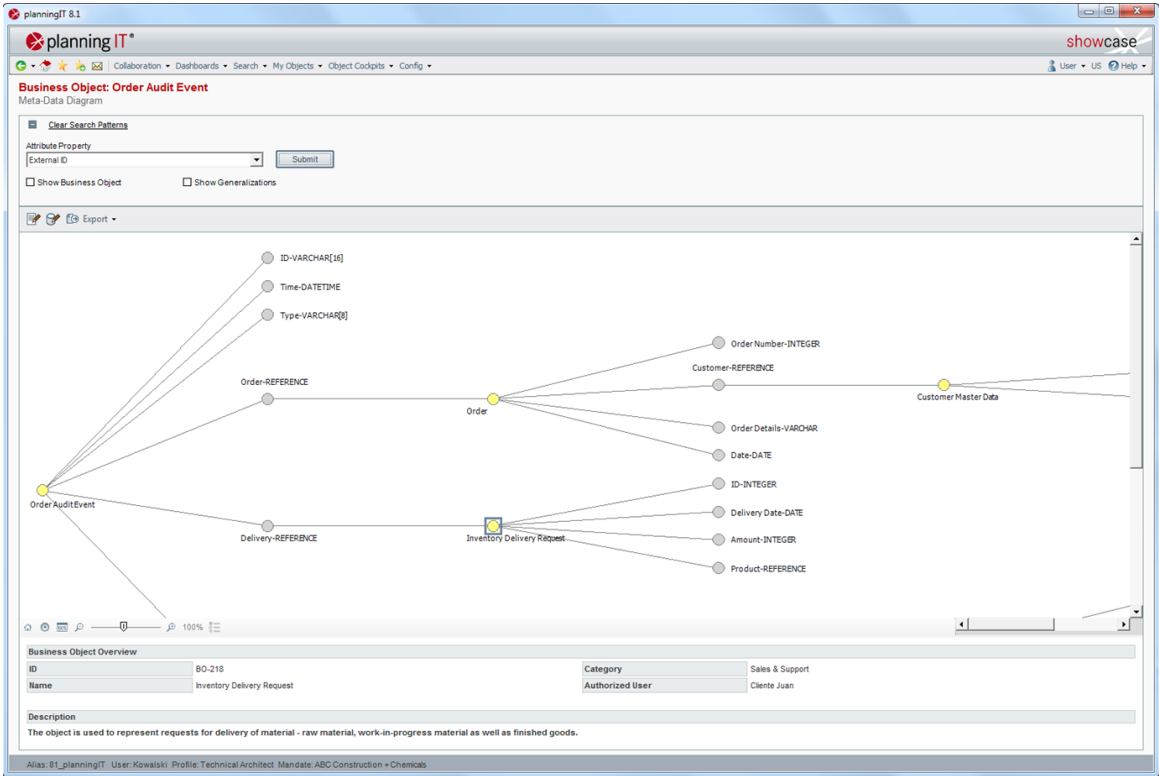 planningIT 8.1
planning IT®
showcase
Collaboration Dashboards Search My Objects Object Cockpits Config User US Help
Business Object: Order Audit Event
Meta-Data Diagram
Clear Search Patterns
Attribute Property
External ID Submit
Show Business Object Show Generalizations
Export
ID-VARCHAR[16]
Time-DATETIME
Type-VARCHAR[8]
Order Number-INTEGER
Customer-REFERENCE
Order-REFERENCE
Customer Master Data
Order
Order Details-VARCHAR
Date-DATE
ID-INTEGER
Order Audit Event
Delivery Date-DATE
Delivery-REFERENCE
Inventory Delivery Request
Amount-INTEGER
Product-REFERENCE
100%
Business Object Overview
ID BO-218 Category Sales & Support
Name Inventory Delivery Request Authorized User Cliente Juan
Description
The object is used to represent requests for delivery of material - raw material, work-in-progress material as well as finished goods.
Alias: 81_planningIT User: Kowalski Profile: Technical Architect Mandate: ABC Construction + Chemicals